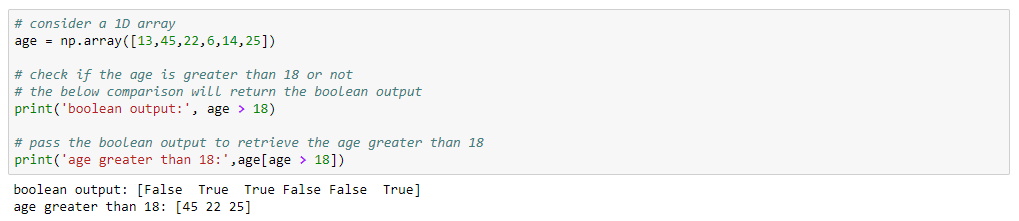 # consider a 1D array
age = np.array([13,45,22,6,14,25])
# check if the age is greater than 18 or not
# the below comparison will return the boolean output
print('boolean output:', age > 18)
# pass the boolean output to retrieve the age greater than 18
print('age greater than 18:',age[age > 18])
boolean output: [False  True  True False False  True]
age greater than 18: [45 22 25]